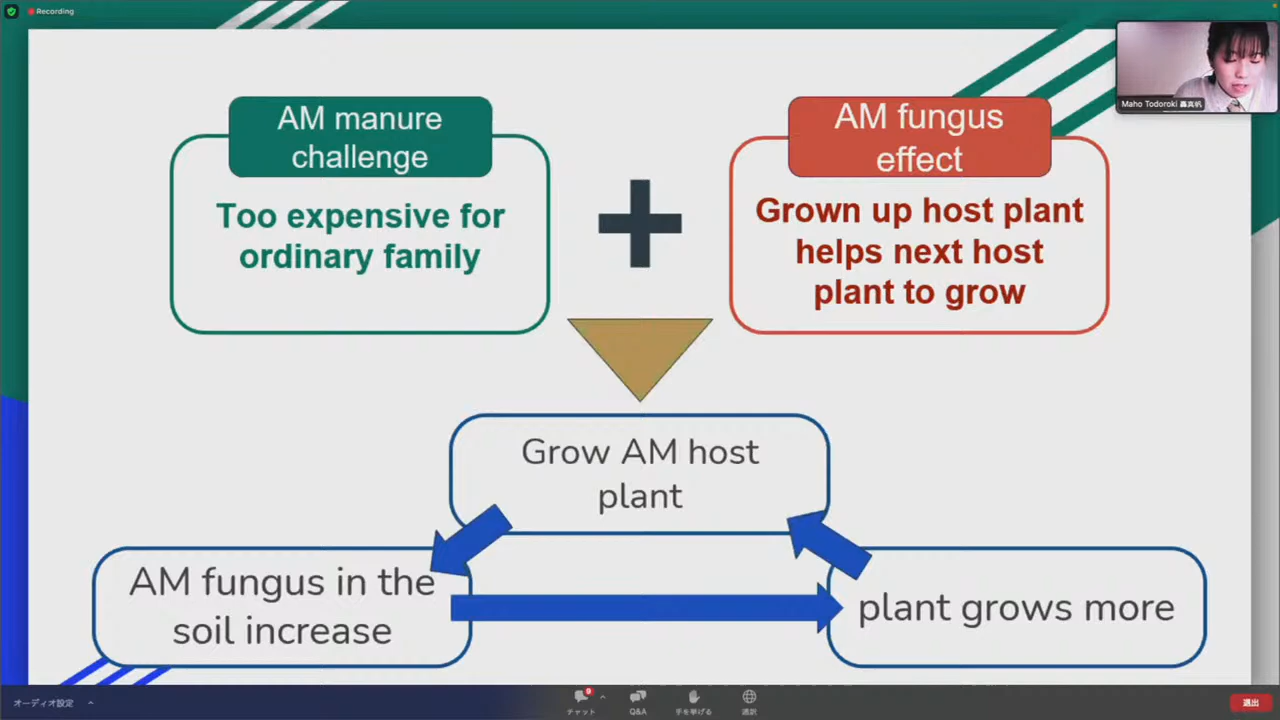 Recording
AM manure
challenge
Too expensive for
ordinary family
AM fungus
effect
Grown up host plant
helps next host
plant to grow
Maho Todoroki 轟真帆
Grow AM host
plant
AM fungus in the
soil increase
plant grows more
オーディオ設定
9
チャット
Q&A
手を挙げる
通訳
退出